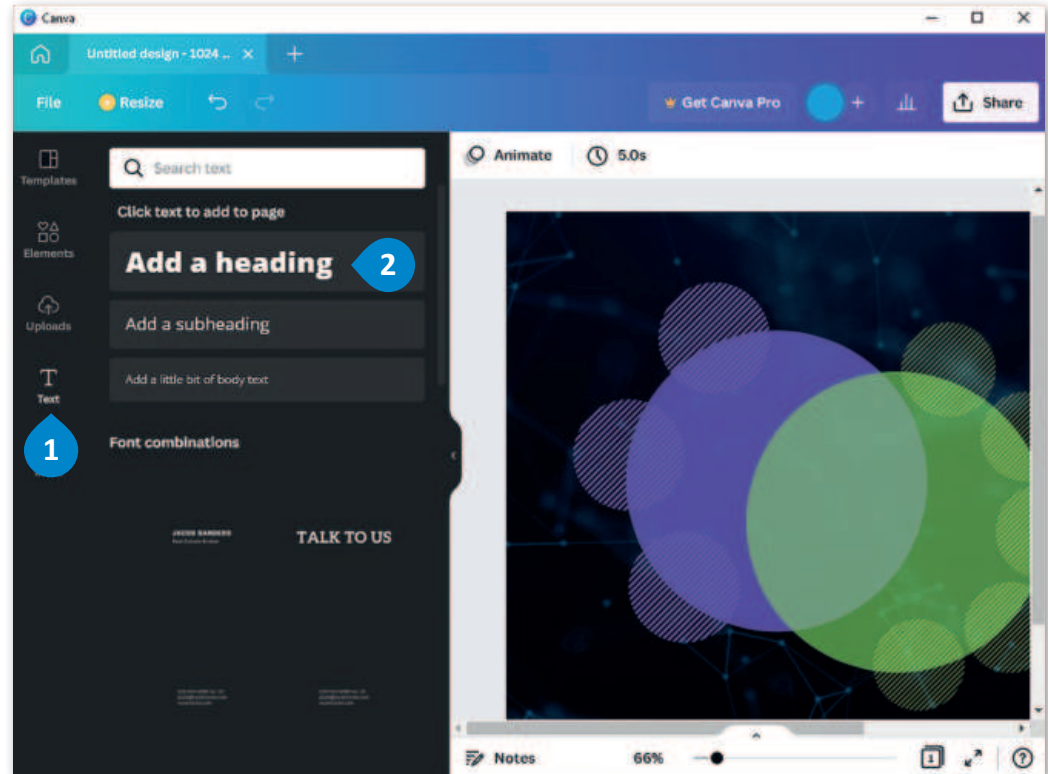 Canva
Untitled design - 1024 ..
File
Resize
Get Canva Pro
Share
Templates
Search text
Animate
5.0s
Click text to add to page
Elements
Add a heading
2
Uploads
Add a subheading
Text
Add a little bit of body text
1
Font combinations
JACOB SANDERS
TALK TO US
Notes
66%
1